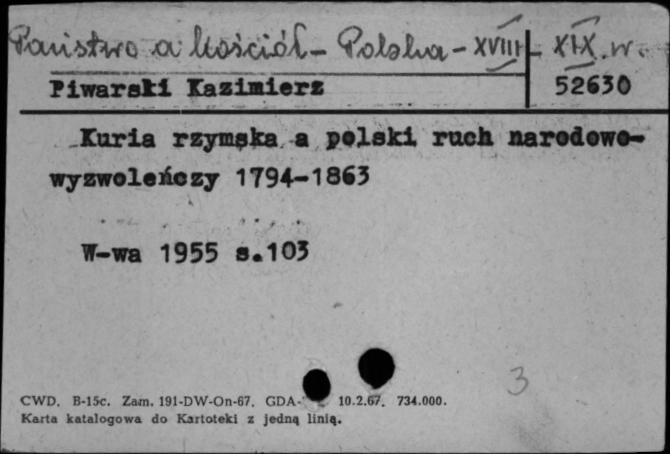 Państwo a kościół - Polska - XVIII - XIX w.
Piwarski Kazimierz 52630
Kuria rzymska a polski ruch narodowo-
wyzwoleńczy 1794-1863
W-wa 1955 s.103
3
CWD. B-15c. Zam. 191-DW-On-67. GDA- 10.2.67. 734.000.
Karta katalogowa do Kartoteki z jedną linią.